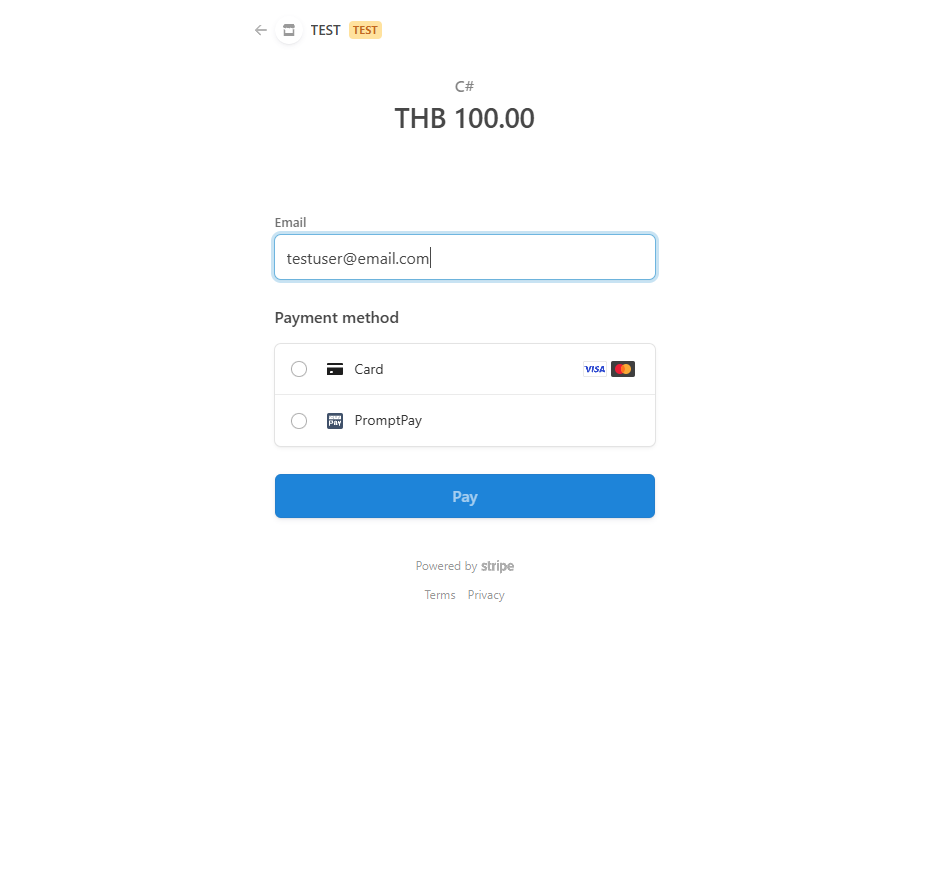 TEST TEST
C#
THB 100.00
Email
testuser@email.com
Payment method
Card VISA
PromptPay
Pay
Powered by stripe
Terms Privacy